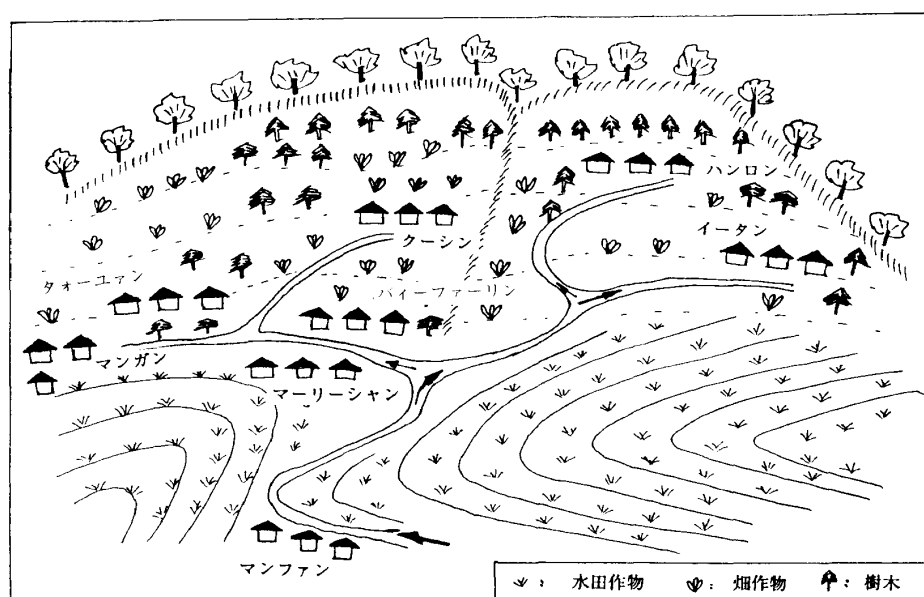 ハンロン
イータン
クーシン
タォーユァン
バィーファーリン
マンガン
マーリーシャン
マンファン
： 水田作物 ： 畑作物 ： 樹木